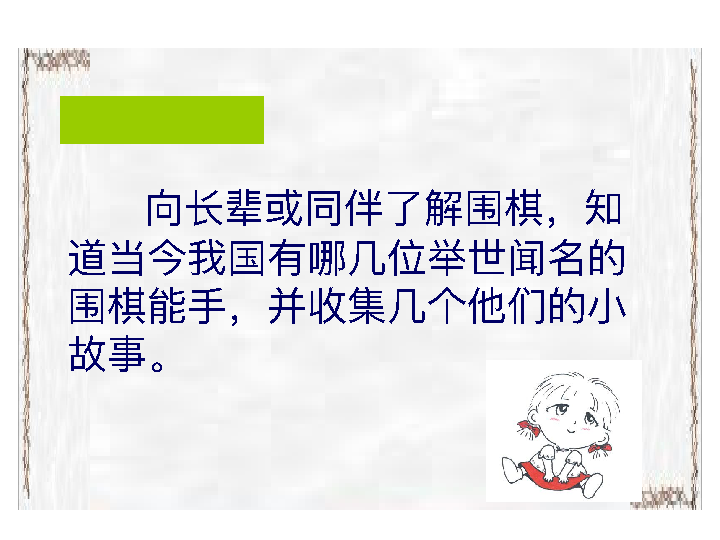 向长辈或同伴了解围棋，知
道当今我国有哪几位举世闻名的
围棋能手，并收集几个他们的小
故事。